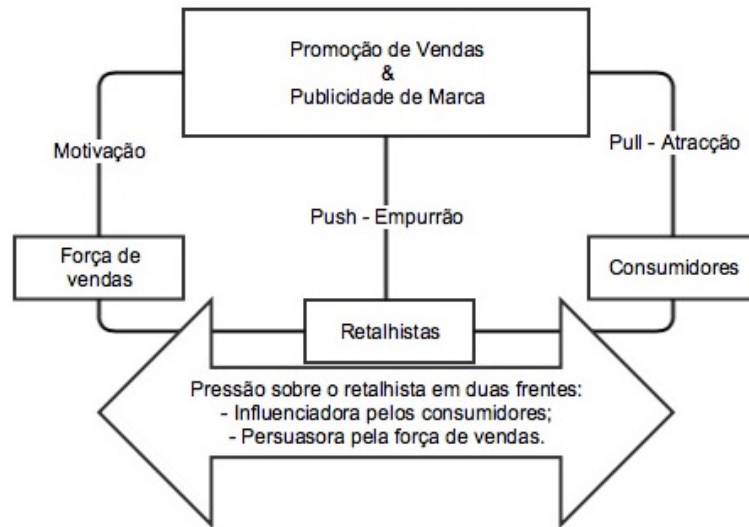 Promoção de Vendas
&
Publicidade de Marca
Motivação
Pull - Atracção
Push - Empurrão
Força de
vendas
Consumidores
Retalhistas
Pressão sobre o retalhista em duas frentes:
- Influenciadora pelos consumidores;
- Persuasora pela força de vendas.